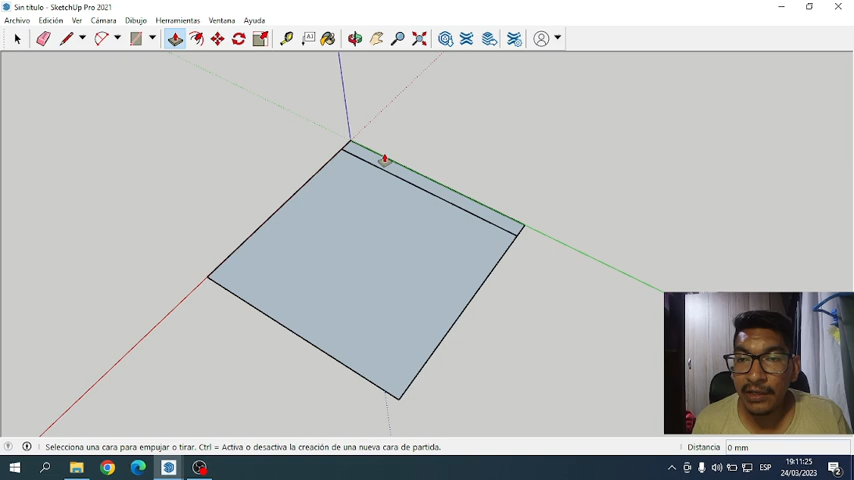 Sin título - SketchUp Pro 2021
Archivo Edición Ver Cámara Dibujo Herramientas Ventana Ayuda
A1
Selecciona una cara para empujar o tirar. Ctrl = Activa o desactiva la creación de una nueva cara de partida.
Distancia 0 mm
ESP
19:11:25
24/03/2023
2